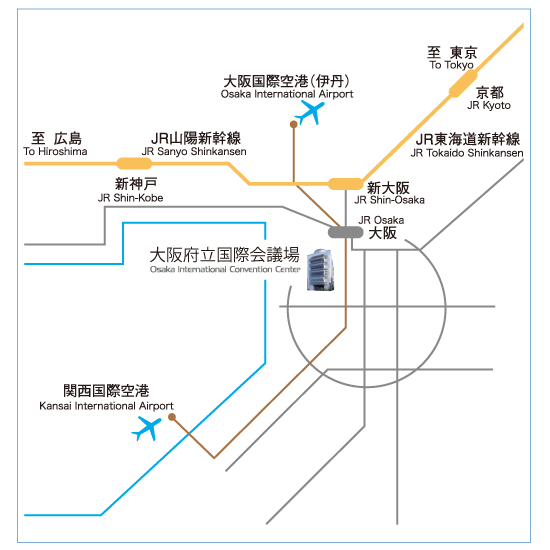 至 東京
To Tokyo
大阪国際空港（伊丹）
Osaka International Airport
京都
JR Kyoto
至 広島
To Hiroshima
JR山陽新幹線
JR Sanyo Shinkansen
JR東海道新幹線
JR Tokaido Shinkansen
新神戸
JR Shin-Kobe
新大阪
JR Shin-Osaka
JR Osaka
大阪
大阪府立国際会議場
Osaka International Convention Center
関西国際空港
Kansai International Airport